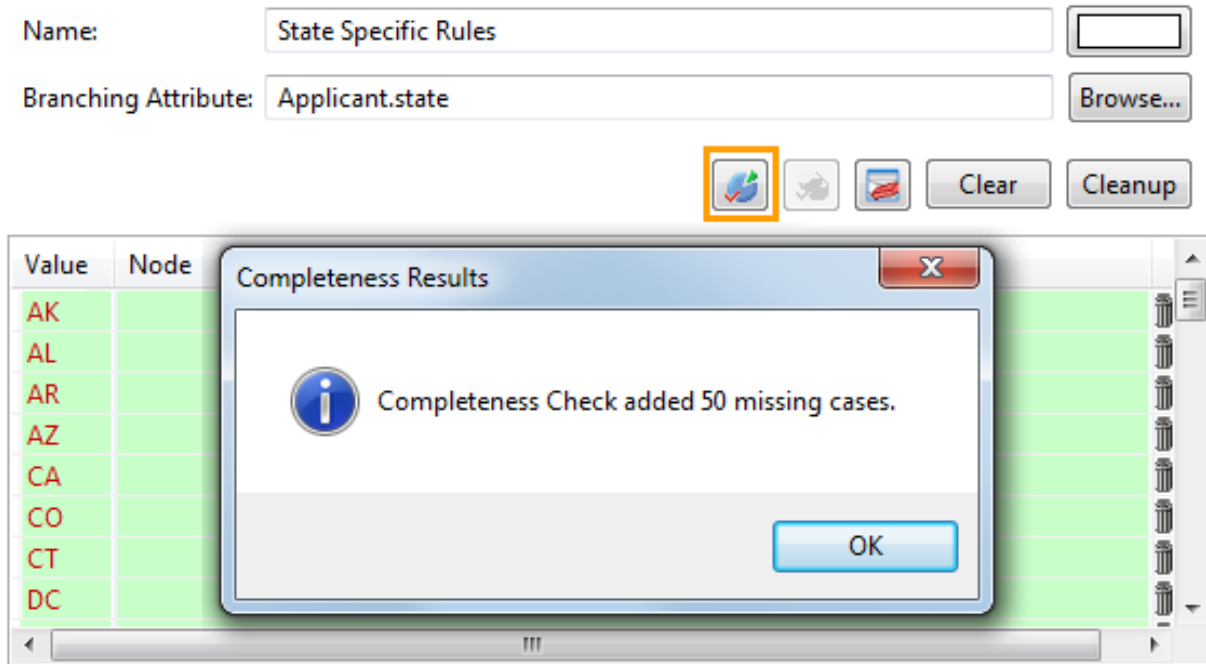 Name: State Specific Rules
Branching Attribute: Applicant.state Browse...
Clear Cleanup
Value Node
Completeness Results
AK
AL
AR
Completeness Check added 50 missing cases.
AZ
CA
CO
CT
OK
DC